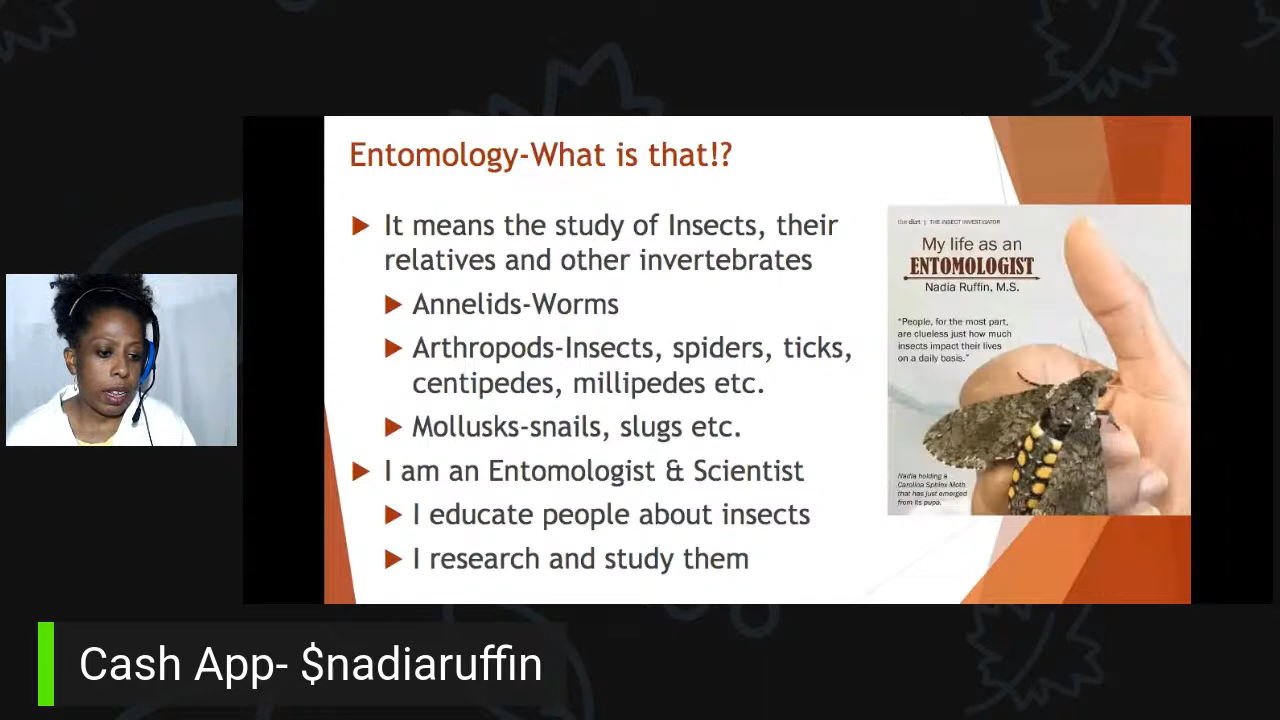 Entomology-What is that!?
It means the study of Insects, their
relatives and other invertebrates
Annelids-Worms
Arthropods-Insects, spiders, ticks,
centipedes, millipedes etc.
Mollusks-snails, slugs etc.
I am an Entomologist & Scientist
I educate people about insects
I research and study them
the dirt | THE INSECT INVESTIGATOR
My life as an
ENTOMOLOGIST
Nadia Ruffin, M.S.
"People, for the most part,
are clueless just how much
insects impact their lives
on a daily basis."
Nadia holding a
Carolina Sphinx Moth
that has just emerged
from its pupa.
Cash App- $nadiaruffin